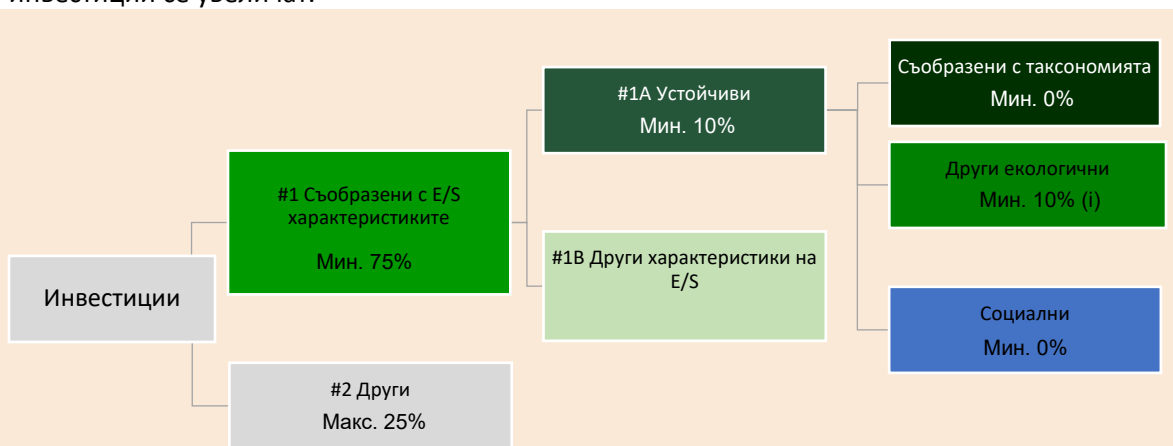 инвестиции се увеличат.
Съобразени с таксономията
Мин. 0%
#1A Устойчиви
Мин. 10%
Други екологични
Мин. 10% (i)
#1 Съобразени с E/S
характеристиките
Мин. 75%
#1B Други характеристики на
E/S
Инвестиции
Социални
Мин. 0%
#2 Други
Макс. 25%